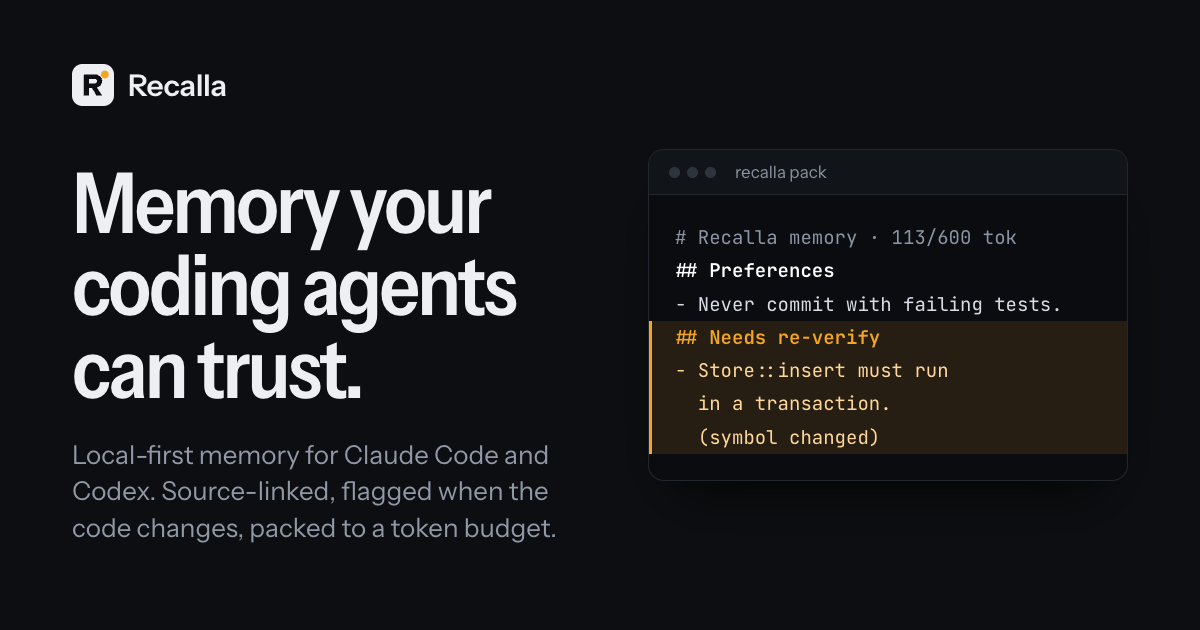 R
Recalla
Memory your
coding agents
can trust.
Local-first memory for Claude Code and
Codex. Source-linked, flagged when the
code changes, packed to a token budget.
recalla pack
# Recalla memory · 113/600 tok
## Preferences
- Never commit with failing tests.
## Needs re-verify
- Store::insert must run
in a transaction.
(symbol changed)